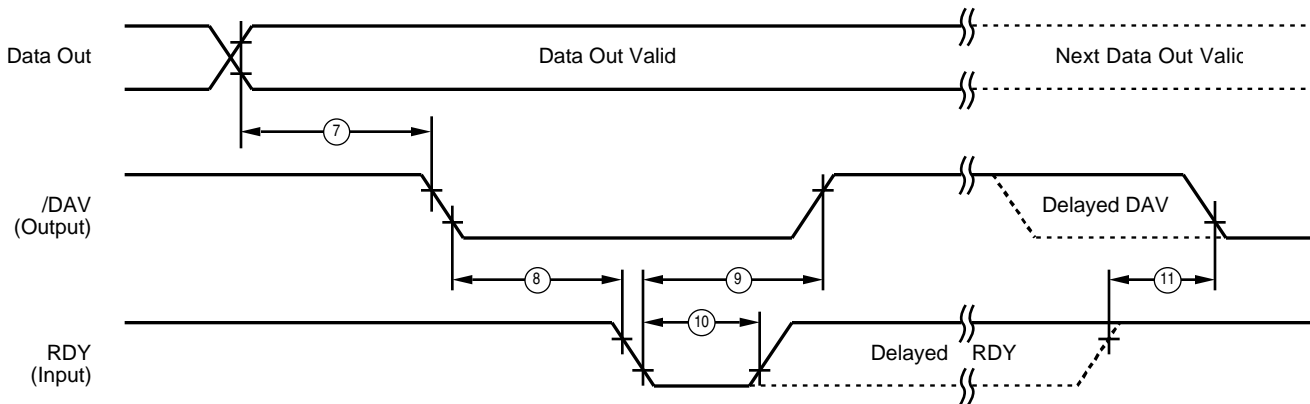 Data Out
Data Out Valid
Next Data Out Valid
7
/DAV
(Output)
Delayed DAV
8
9
11
10
RDY
(Input)
Delayed RDY